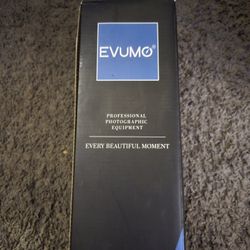 EVUMO®
PROFESSIONAL
PHOTOGRAPHIC
EQUIPMENT
EVERY BEAUTIFUL MOMENT